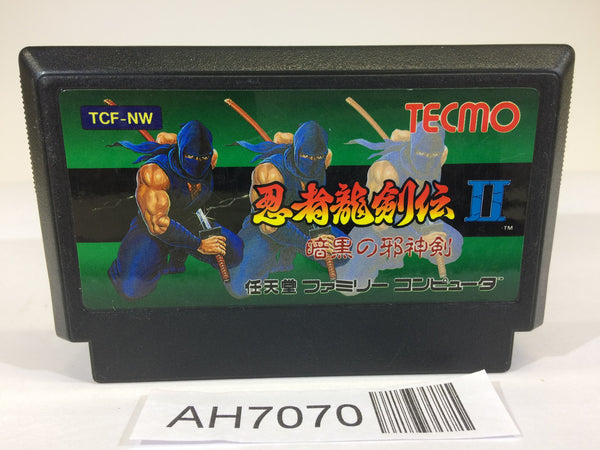 TCF-NW
TECMO
忍者龍剣伝 II
TM
暗黒の邪神剣
任天堂 ファミリー コンピュータ
AH7070